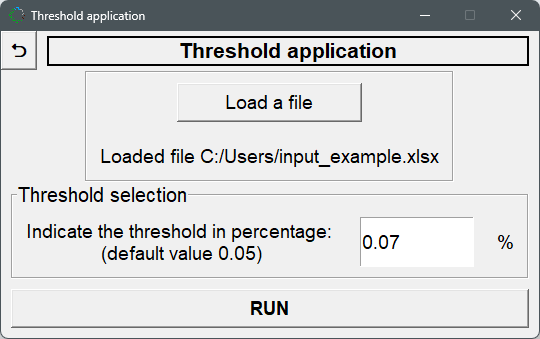 Threshold application
Threshold application
Load a file
Loaded file C:/Users/input_example.xlsx
Threshold selection
Indicate the threshold in percentage:
(default value 0.05)
0.07 %
RUN